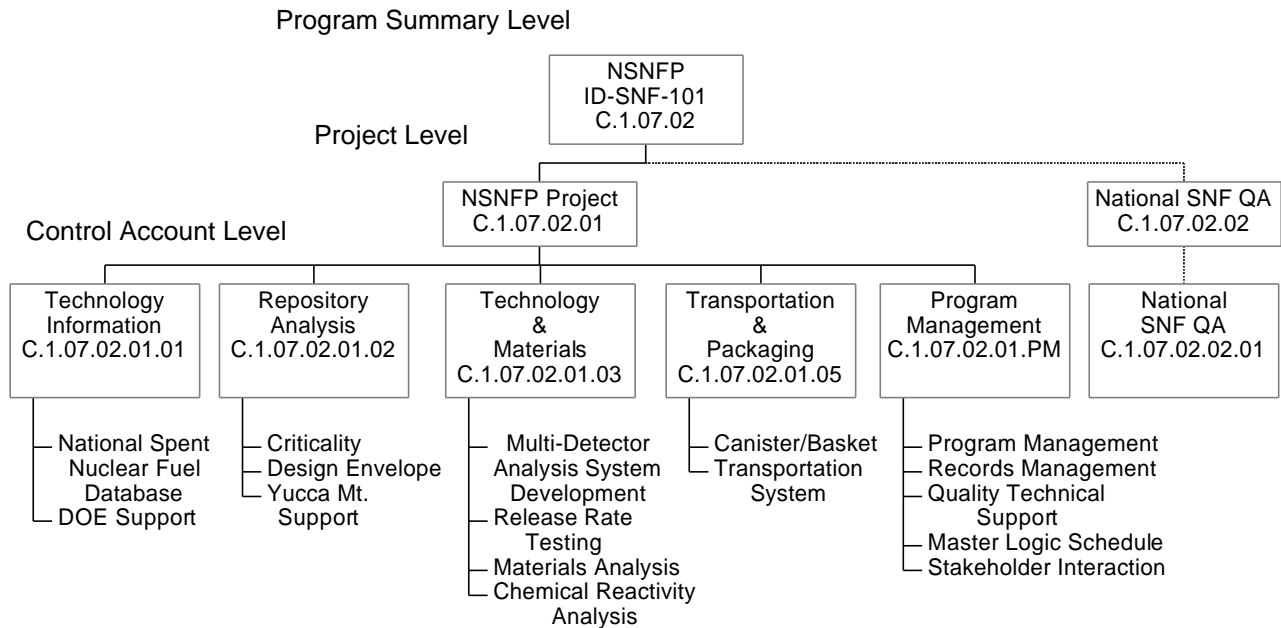 Program Summary Level
NSNFP
ID-SNF-101
C.1.07.02
Project Level
NSNFP Project
C.1.07.02.01
National SNF QA
C.1.07.02.02
Control Account Level
Technology
Information
C.1.07.02.01.01
Repository
Analysis
C.1.07.02.01.02
Technology
&
Materials
C.1.07.02.01.03
Transportation
&
Packaging
C.1.07.02.01.05
Program
Management
C.1.07.02.01.PM
National
SNF QA
C.1.07.02.02.01
National Spent
Nuclear Fuel
Database
DOE Support
Criticality
Design Envelope
Yucca Mt.
Support
Multi-Detector
Analysis System
Development
Release Rate
Testing
Materials Analysis
Chemical Reactivity
Analysis
Canister/Basket
Transportation
System
Program Management
Records Management
Quality Technical
Support
Master Logic Schedule
Stakeholder Interaction